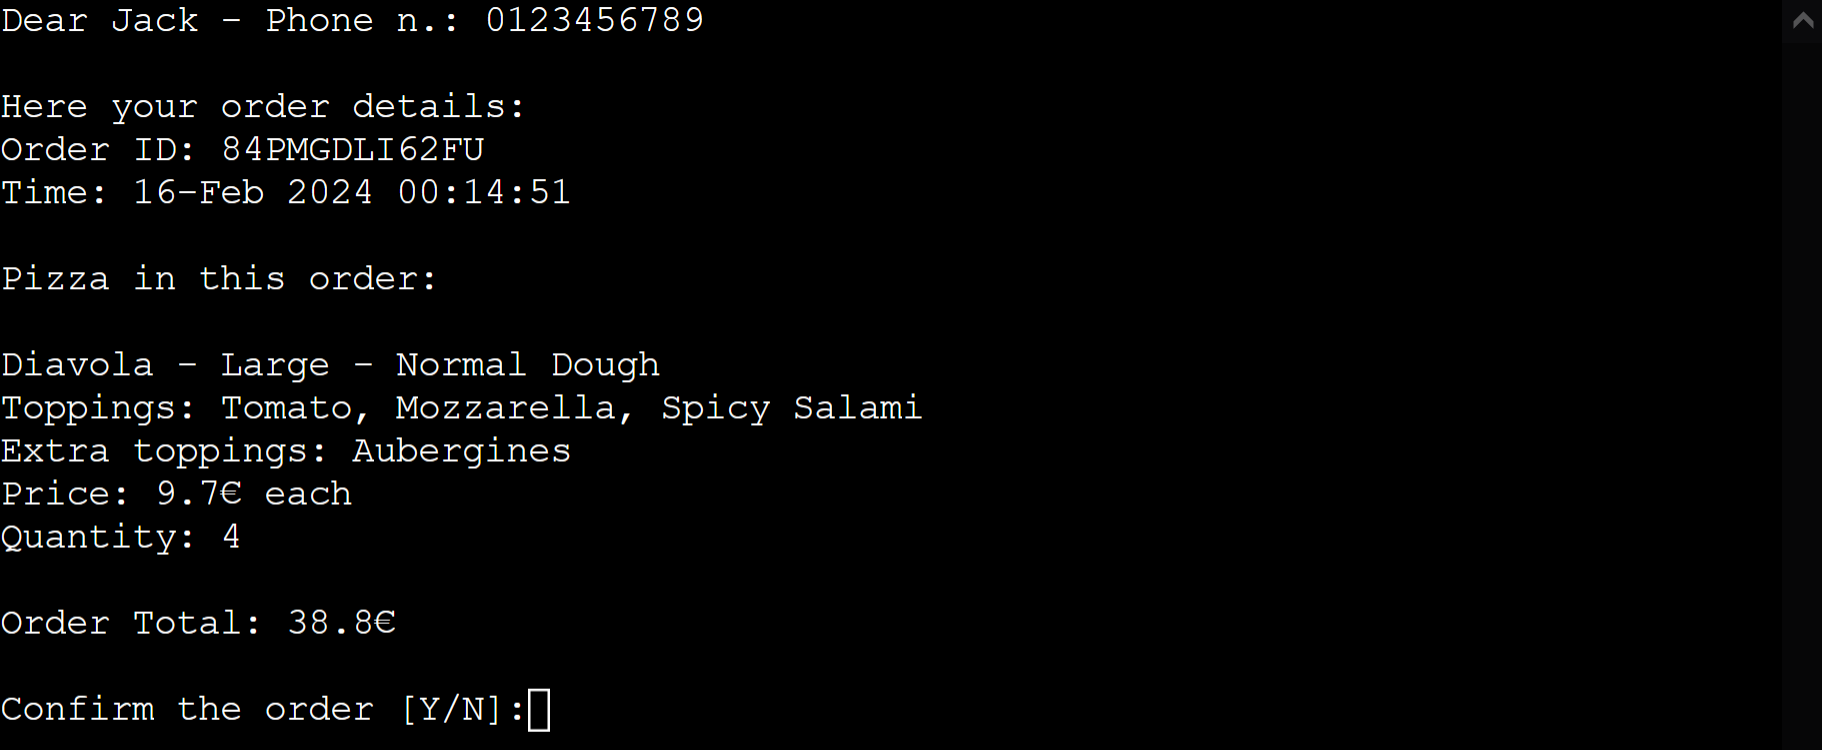 Dear Jack - Phone n.: 0123456789
Here your order details:
Order ID: 84PMGDLI62FU
Time: 16-Feb 2024 00:14:51
Pizza in this order:
Diavola - Large - Normal Dough
Toppings: Tomato, Mozzarella, Spicy Salami
Extra toppings: Aubergines
Price: 9.7€ each
Quantity: 4
Order Total: 38.8€
Confirm the order [Y/N]: